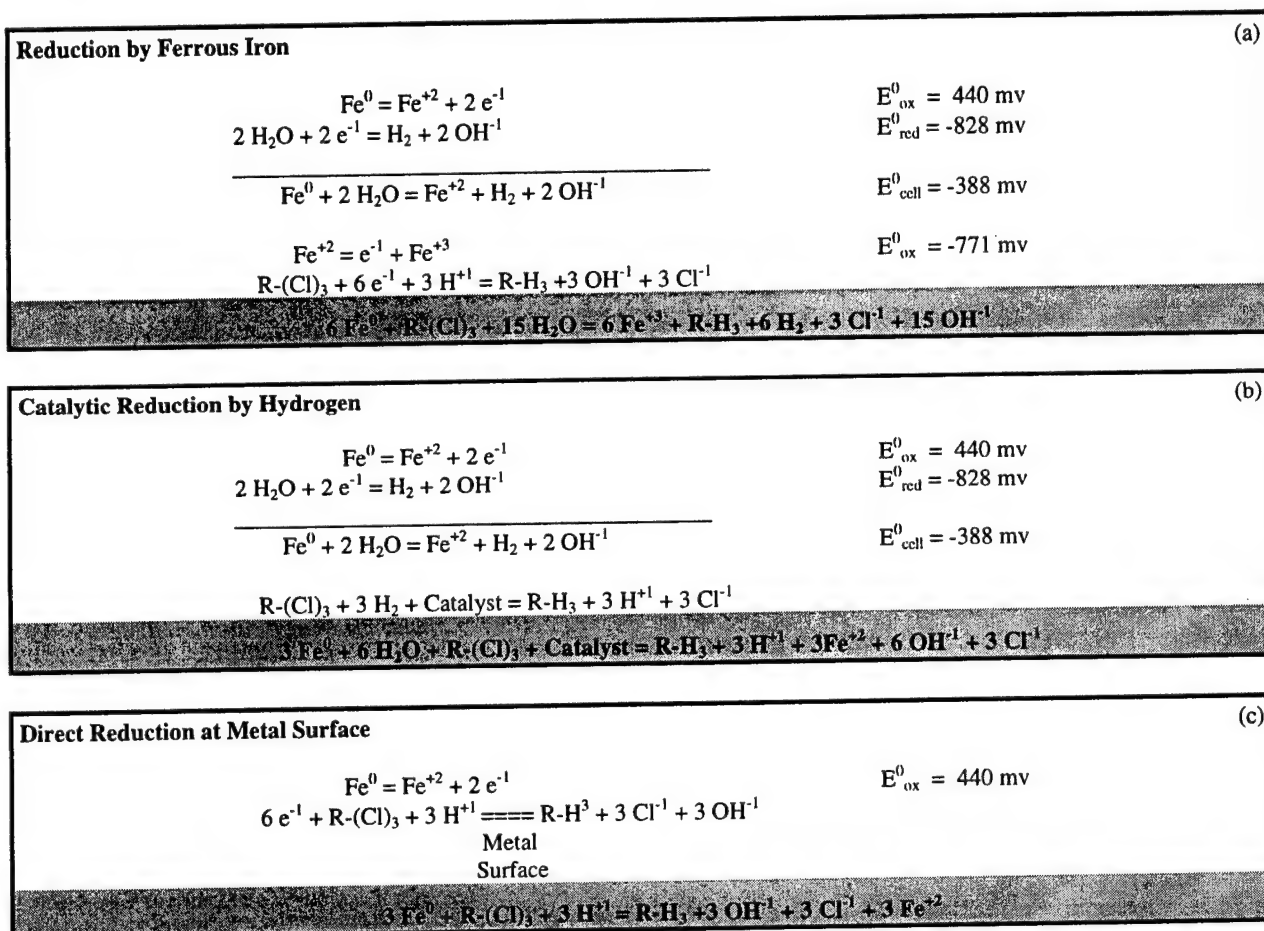 (a)
Reduction by Ferrous Iron
Fe⁰ = Fe⁺² + 2 e⁻¹ E⁰ox = 440 mv
2 H₂O + 2 e⁻¹ = H₂ + 2 OH⁻¹ E⁰red = -828 mv
Fe⁰ + 2 H₂O = Fe⁺² + H₂ + 2 OH⁻¹ E⁰cell = -388 mv
Fe⁺² = e⁻¹ + Fe⁺³ E⁰ox = -771 mv
R-(Cl)₃ + 6 e⁻¹ + 3 H⁺¹ = R-H₃ +3 OH⁻¹ + 3 Cl⁻¹
6 Fe⁰ + R-(Cl)₃ + 15 H₂O = 6 Fe⁺³ + R-H₃ +6 H₂ + 3 Cl⁻¹ + 15 OH⁻¹
(b)
Catalytic Reduction by Hydrogen
Fe⁰ = Fe⁺² + 2 e⁻¹ E⁰ox = 440 mv
2 H₂O + 2 e⁻¹ = H₂ + 2 OH⁻¹ E⁰red = -828 mv
Fe⁰ + 2 H₂O = Fe⁺² + H₂ + 2 OH⁻¹ E⁰cell = -388 mv
R-(Cl)₃ + 3 H₂ + Catalyst = R-H₃ + 3 H⁺¹ + 3 Cl⁻¹
3 Fe⁰ + 6 H₂O + R-(Cl)₃ + Catalyst = R-H₃ + 3 H⁺¹ + 3Fe⁺² + 6 OH⁻¹ + 3 Cl⁻¹
(c)
Direct Reduction at Metal Surface
Fe⁰ = Fe⁺² + 2 e⁻¹ E⁰ox = 440 mv
6 e⁻¹ + R-(Cl)₃ + 3 H⁺¹ ==== R-H³ + 3 Cl⁻¹ + 3 OH⁻¹
Metal
Surface
3 Fe⁰ + R-(Cl)₃ + 3 H⁺¹ = R-H₃ +3 OH⁻¹ + 3 Cl⁻¹ + 3 Fe⁺²